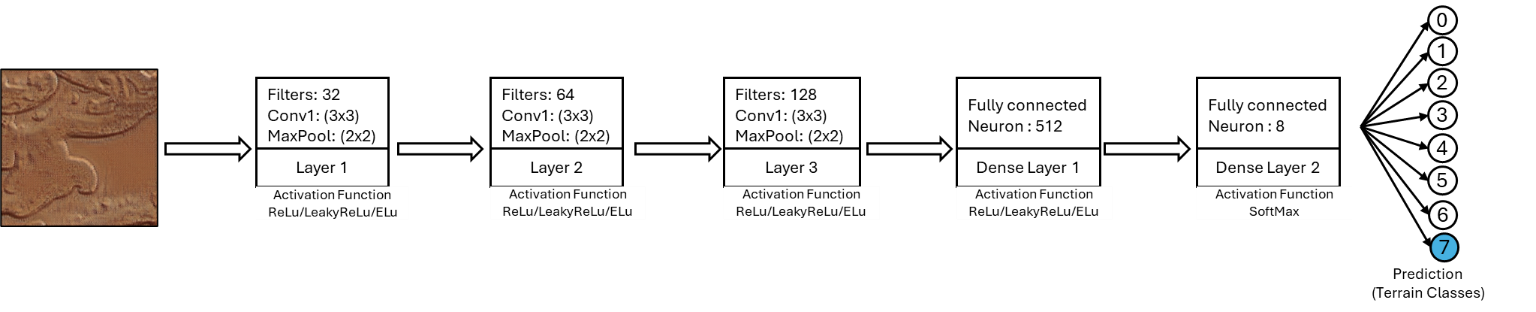 Filters: 32
Conv1: (3x3)
MaxPool: (2x2)
Layer 1
Activation Function
ReLu/LeakyReLu/ELu
Filters: 64
Conv1: (3x3)
MaxPool: (2x2)
Layer 2
Activation Function
ReLu/LeakyReLu/ELu
Filters: 128
Conv1: (3x3)
MaxPool: (2x2)
Layer 3
Activation Function
ReLu/LeakyReLu/ELu
Fully connected
Neuron : 512
Dense Layer 1
Activation Function
ReLu/LeakyReLu/ELu
Fully connected
Neuron : 8
Dense Layer 2
Activation Function
SoftMax
0
1
2
3
4
5
6
7
Prediction
(Terrain Classes)